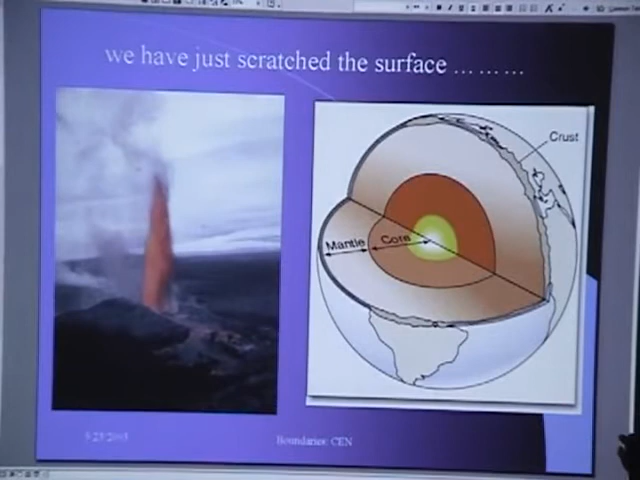 we have just scratched the surface … … …
Crust
Mantle
Core
Boundaries: CEN